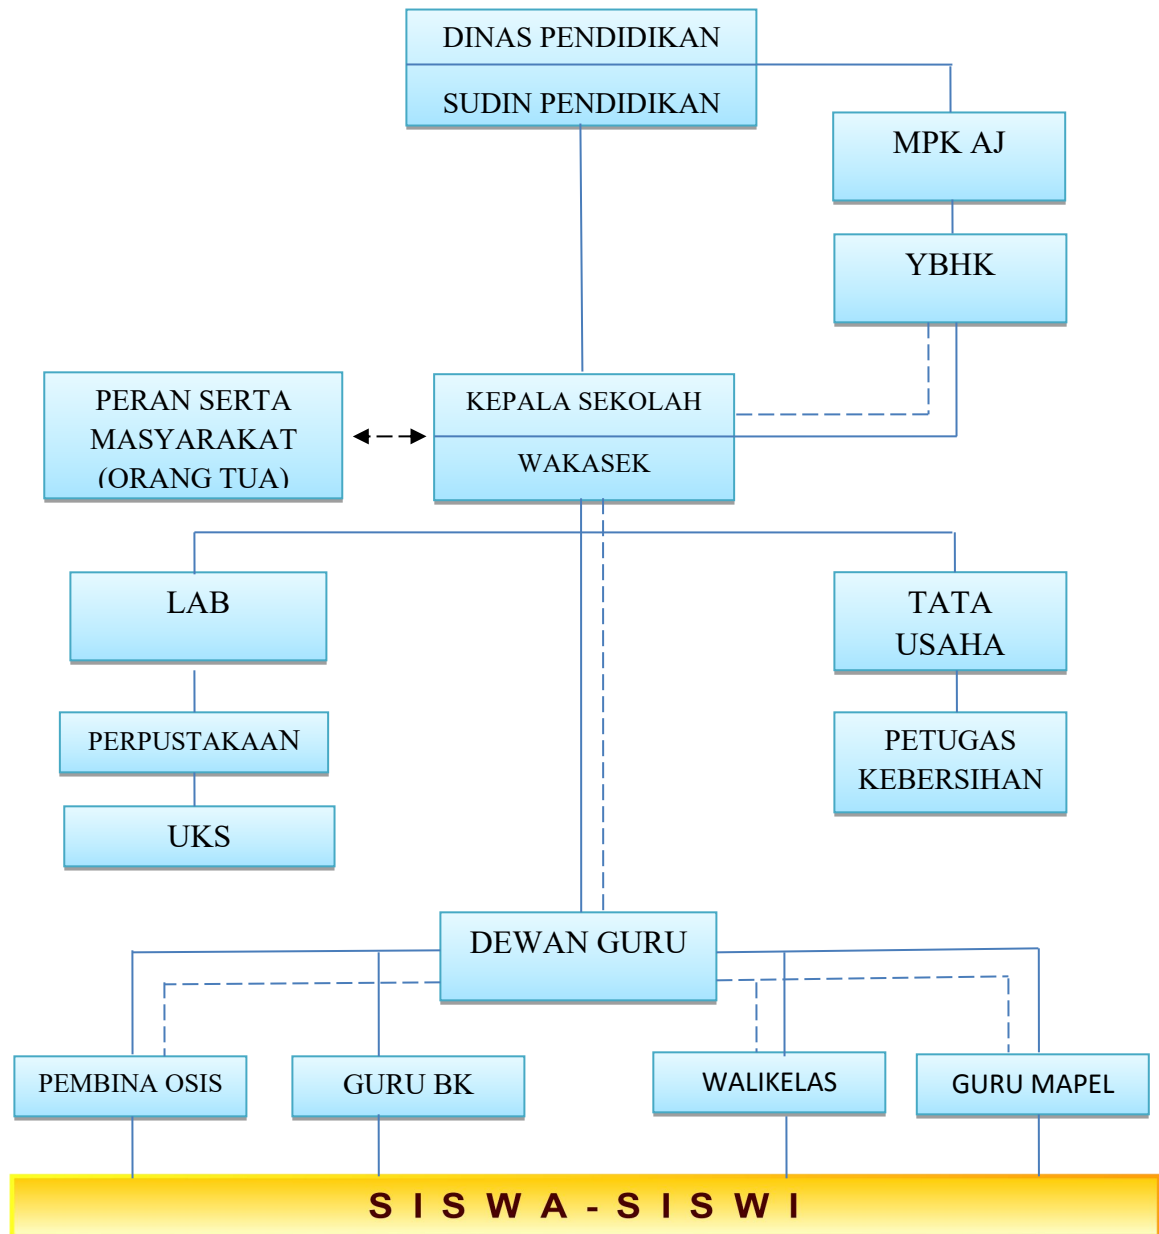 DINAS PENDIDIKAN
SUDIN PENDIDIKAN
MPK AJ
YBHK
PERAN SERTA
MASYARAKAT
(ORANG TUA)
KEPALA SEKOLAH
WAKASEK
LAB
TATA
USAHA
PERPUSTAKAAN
PETUGAS
KEBERSIHAN
UKS
DEWAN GURU
PEMBINA OSIS
GURU BK
WALIKELAS
GURU MAPEL
S I S W A - S I S W I